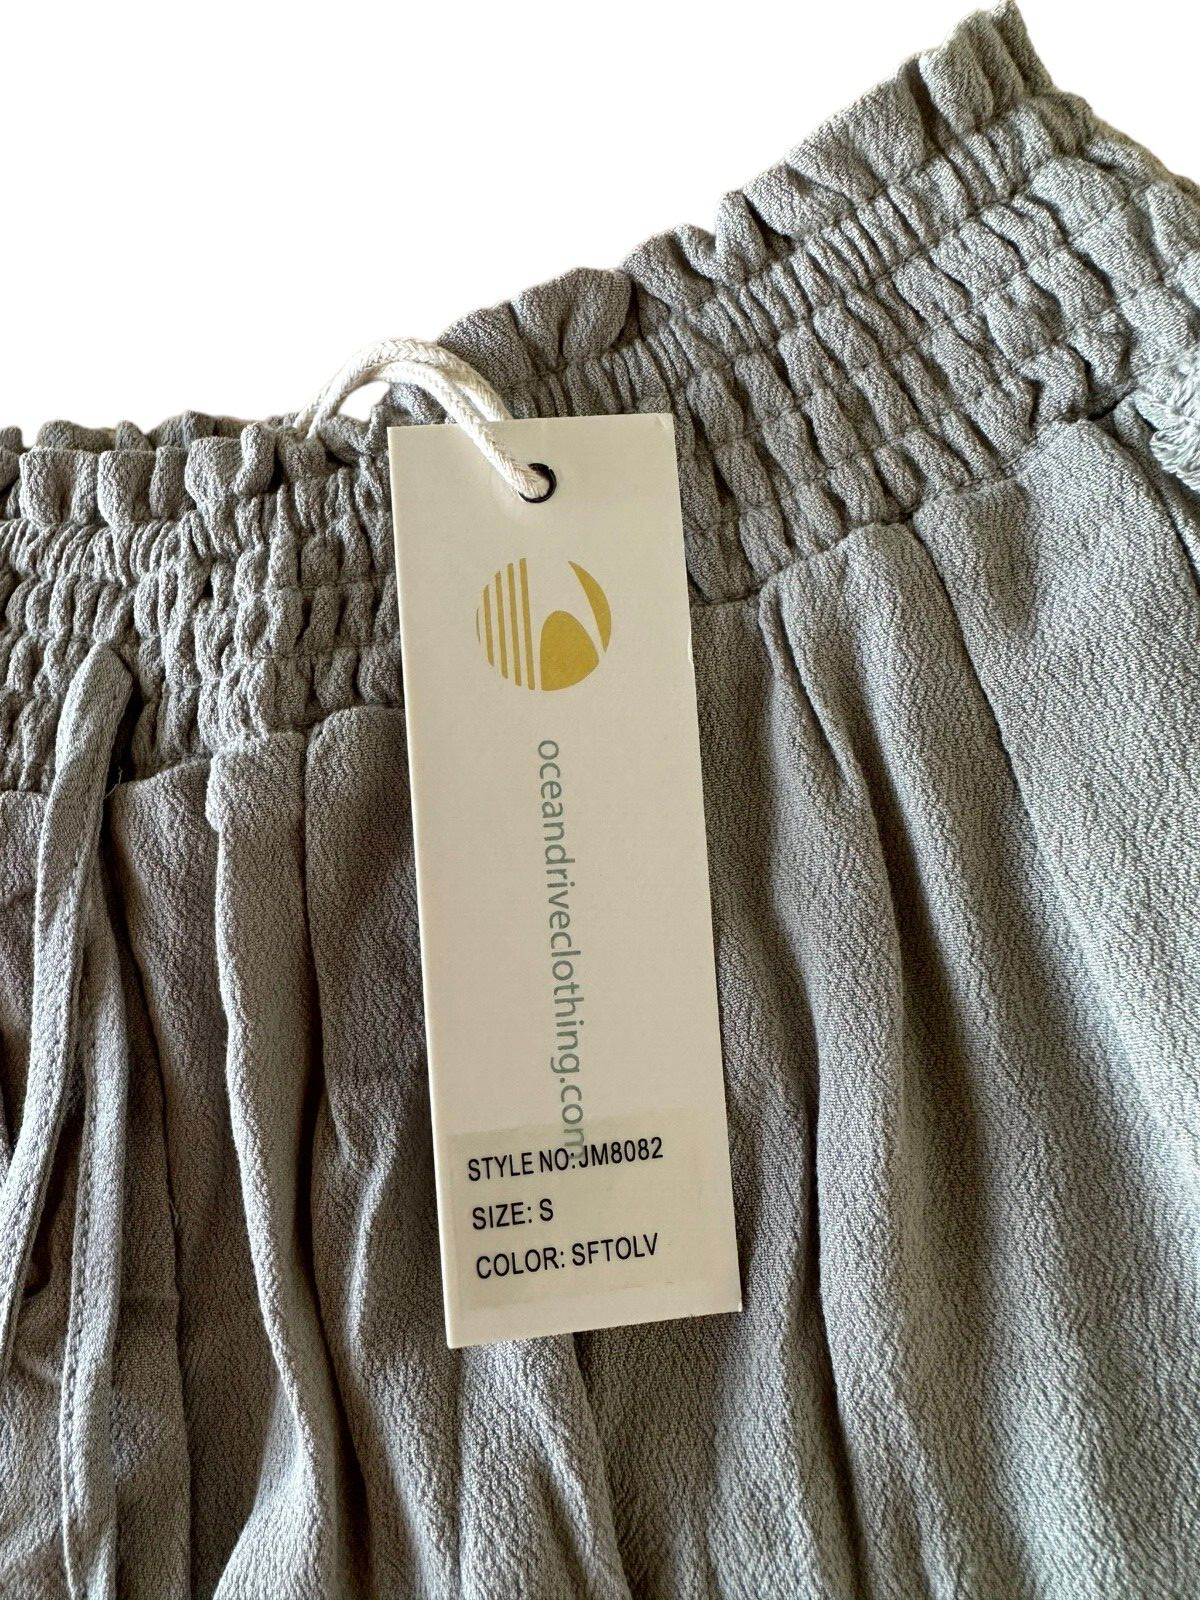 oceandriveclothing.com
STYLE NO:JM8082
SIZE: S
COLOR: SFTOLV